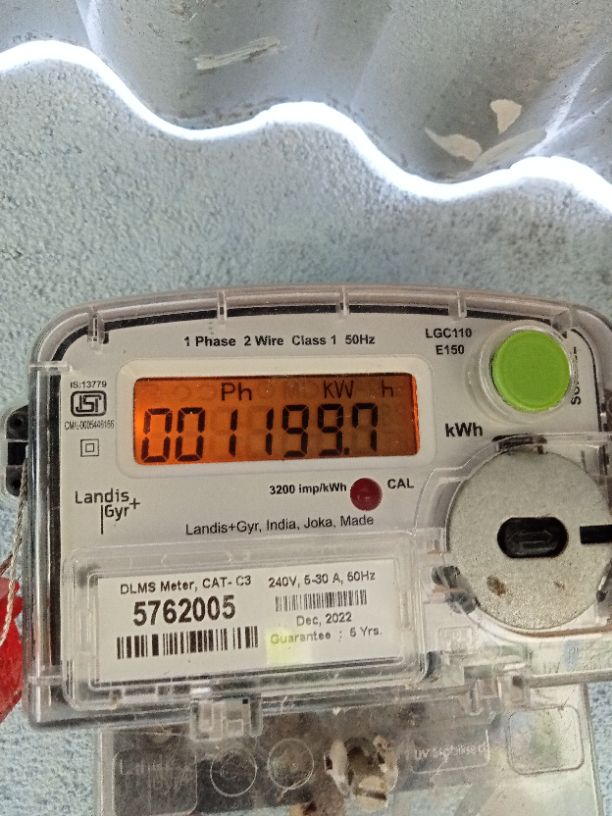 1 Phase 2 Wire Class 1 50Hz
LGC110
E150
IS:13779
ISI
Ph KW h
001199.7
kWh
3200 imp/kWh
CAL
Landis
Gyr+
Landis+Gyr, India, Joka, Made
DLMS Meter, CAT- C3
5762005
240V, 5-30 A, 50Hz
Dec, 2022
Guarantee : 5 Yrs.